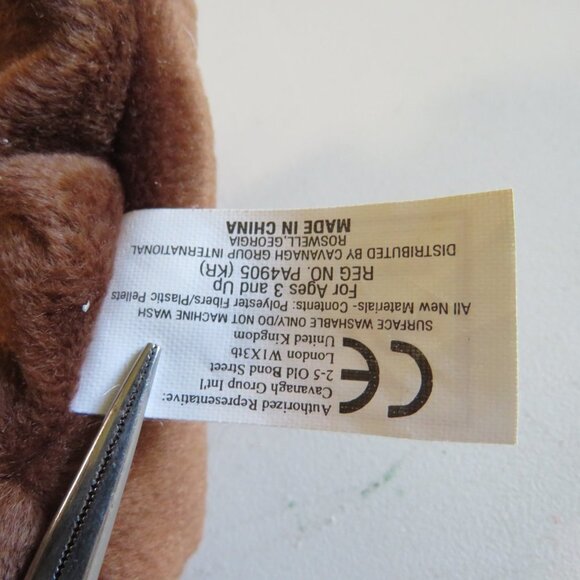 CE
Authorized Representative:
Cavanagh Group Int'l
2-5 Old Bond Street
London W1X3tb
United Kingdom
SURFACE WASHABLE ONLY/DO NOT MACHINE WASH
All New Materials- Contents: Polyester Fibers/Plastic Pellets
For Ages 3 and Up
REG NO. PA4905 (KR)
DISTRIBUTED BY CAVANAGH GROUP INTERNATIONAL
ROSWELL, GEORGIA
MADE IN CHINA